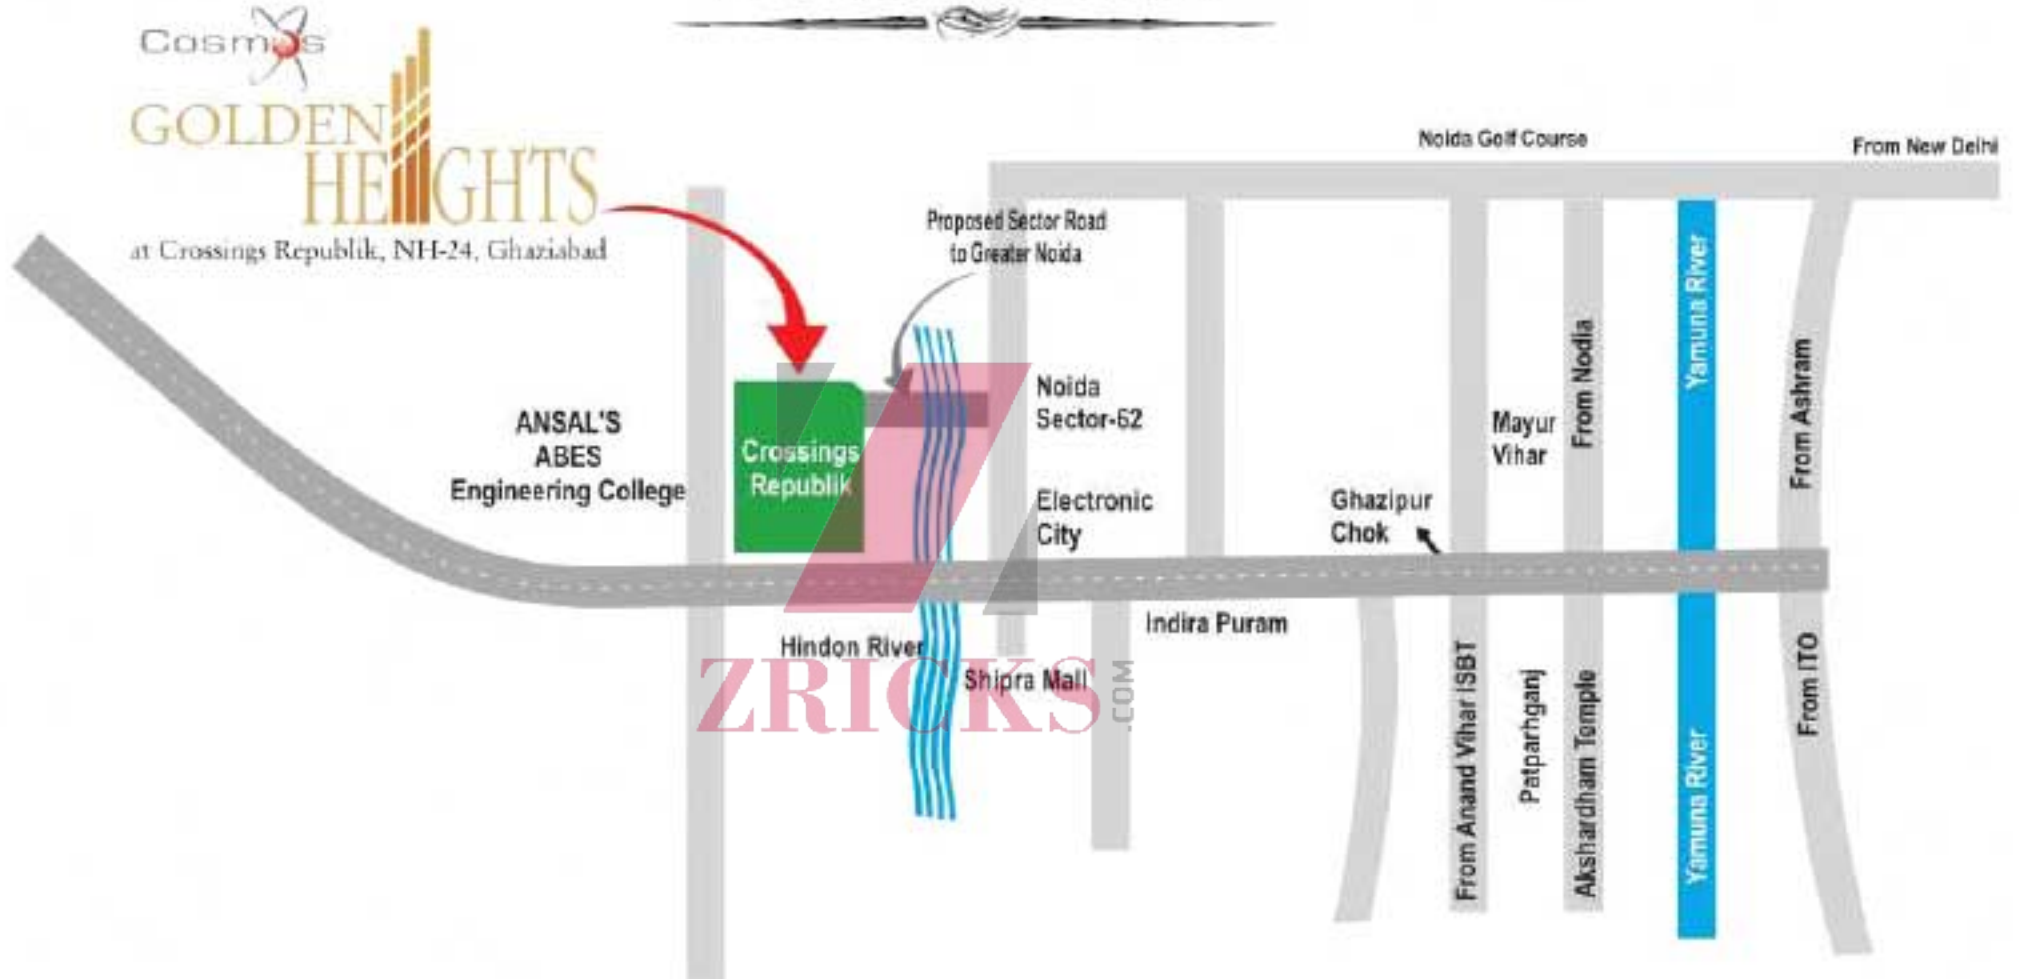 Cosmos
GOLDEN
HEIGHTS
at Crossings Republik, NH-24, Ghaziabad
Noida Golf Course
From New Delhi
Proposed Sector Road
to Greater Noida
ANSAL'S
ABES
Engineering College
Crossings
Republik
Noida
Sector-62
Electronic
City
Ghazipur
Chok
Mayur
Vihar
From Nodia
Yamuna River
From Ashram
Hindon River
Shipra Mall
Indira Puram
From Anand Vihar ISBT
Patparhganj
Akshardham Temple
Yamuna River
From ITO
ZRICKS
.COM